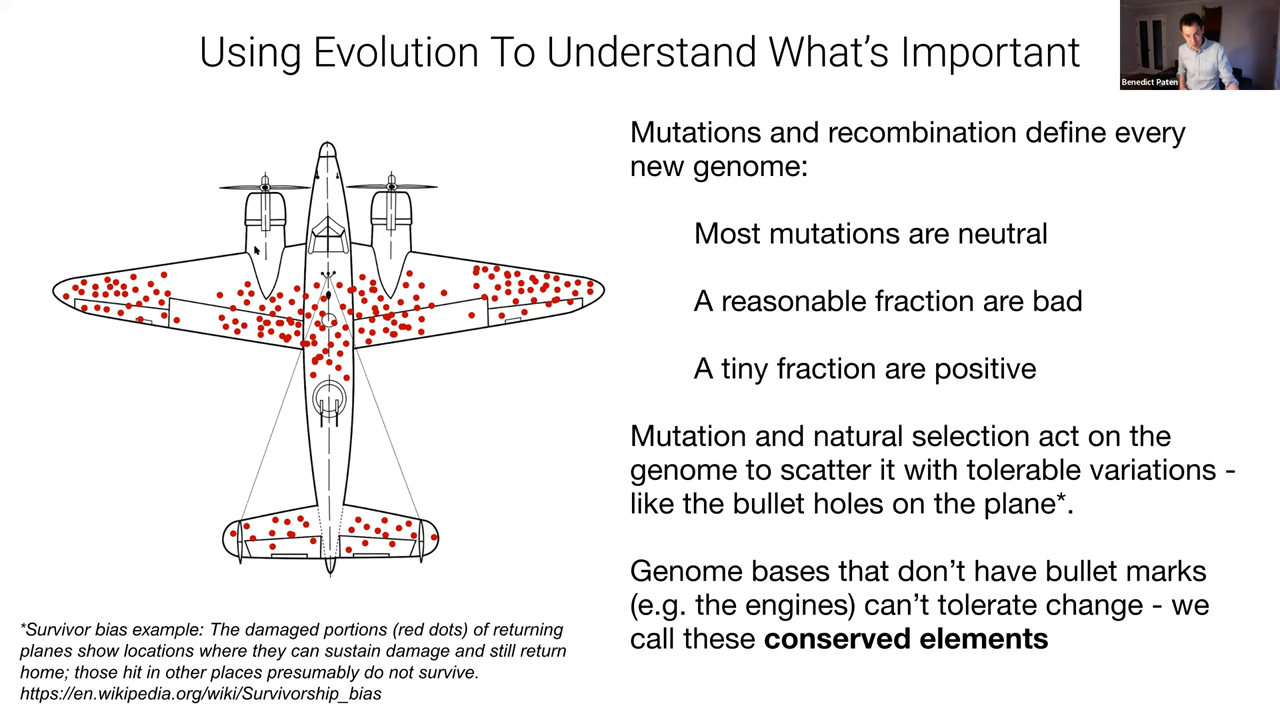 Using Evolution To Understand What's Important
Benedict Paten
Mutations and recombination define every
new genome:
Most mutations are neutral
A reasonable fraction are bad
A tiny fraction are positive
Mutation and natural selection act on the
genome to scatter it with tolerable variations -
like the bullet holes on the plane*.
Genome bases that don't have bullet marks
(e.g. the engines) can't tolerate change - we
call these conserved elements
*Survivor bias example: The damaged portions (red dots) of returning
planes show locations where they can sustain damage and still return
home; those hit in other places presumably do not survive.
https://en.wikipedia.org/wiki/Survivorship_bias